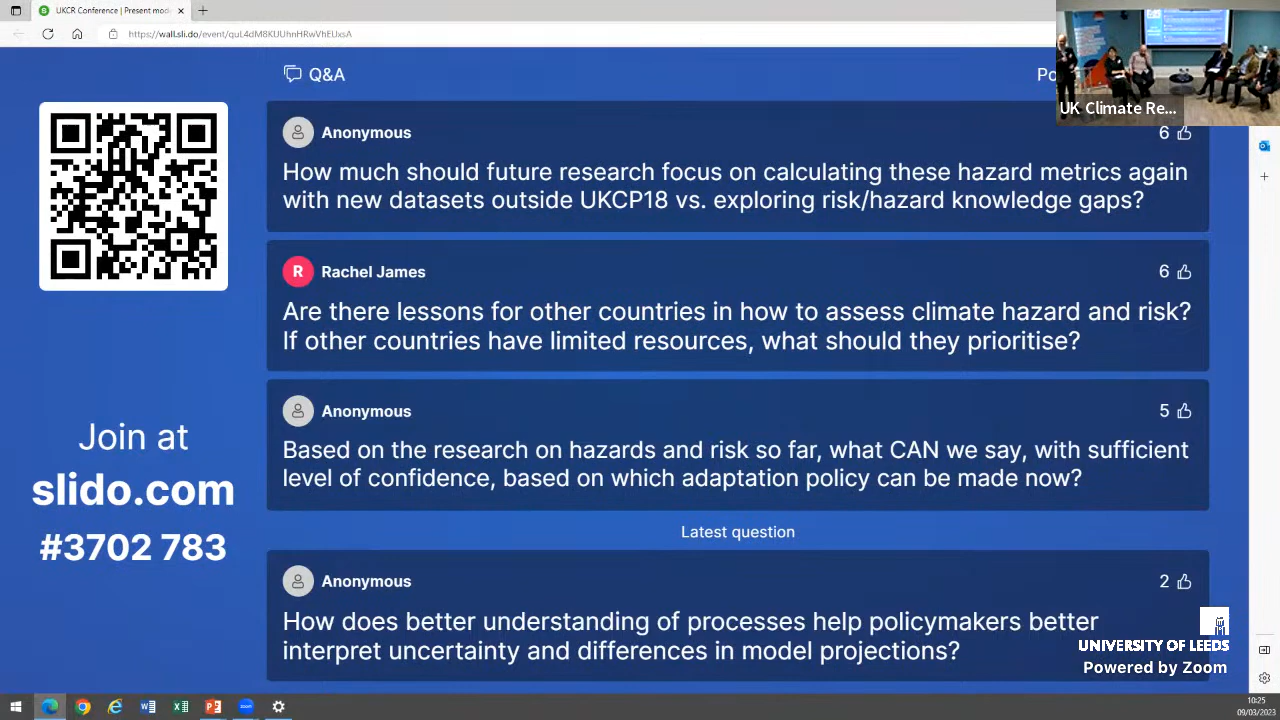 UKCR Conference | Present mod
https://wall.sli.do/event/quL4dM8KUUhnHRwVhEUxsA
Q&A
Po
UK Climate Re...
Anonymous
6
How much should future research focus on calculating these hazard metrics again
with new datasets outside UKCP18 vs. exploring risk/hazard knowledge gaps?
R
Rachel James
6
Are there lessons for other countries in how to assess climate hazard and risk?
If other countries have limited resources, what should they prioritise?
Anonymous
5
Based on the research on hazards and risk so far, what CAN we say, with sufficient
level of confidence, based on which adaptation policy can be made now?
Join at
slido.com
#3702 783
Latest question
Anonymous
2
How does better understanding of processes help policymakers better
interpret uncertainty and differences in model projections?
UNIVERSITY OF LEEDS
Powered by Zoom
10:25
09/03/2023